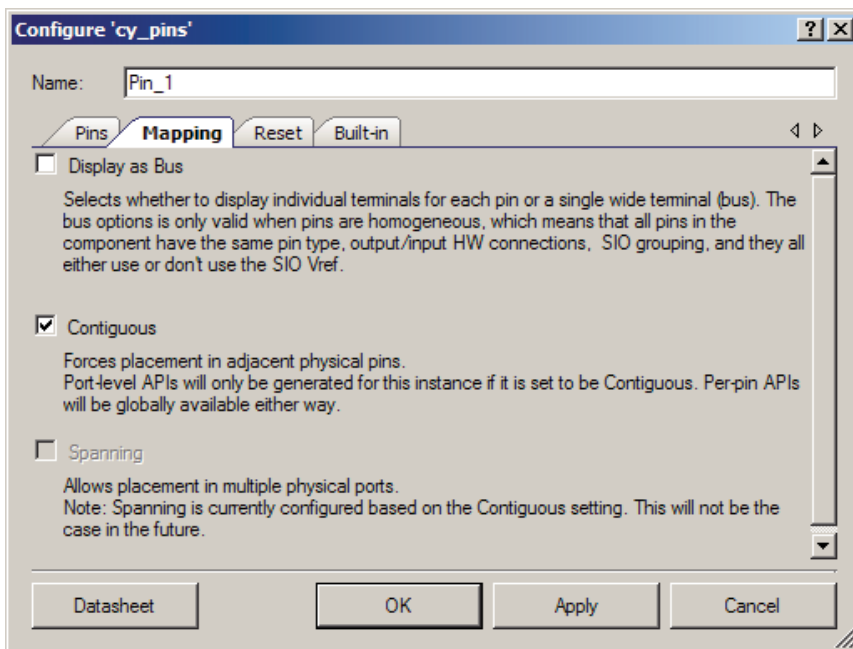 Configure 'cy_pins'
Name: Pin_1
Pins Mapping Reset Built-in
Display as Bus
Selects whether to display individual terminals for each pin or a single wide terminal (bus). The
bus options is only valid when pins are homogeneous, which means that all pins in the
component have the same pin type, output/input HW connections, SIO grouping, and they all
either use or don't use the SIO Vref.
Contiguous
Forces placement in adjacent physical pins.
Port-level APIs will only be generated for this instance if it is set to be Contiguous. Per-pin APIs
will be globally available either way.
Spanning
Allows placement in multiple physical ports.
Note: Spanning is currently configured based on the Contiguous setting. This will not be the
case in the future.
Datasheet OK Apply Cancel